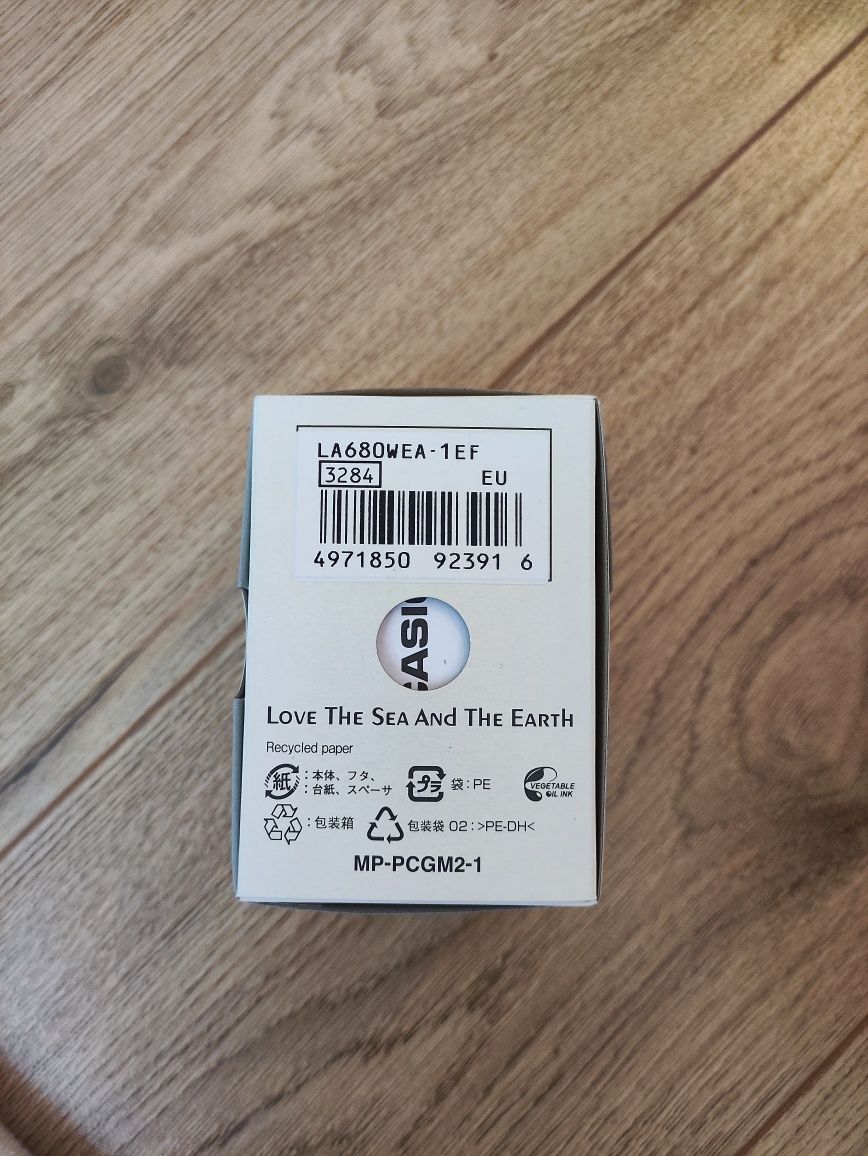 LA680WEA-1EF
3284 EU
4971850 92391 6
CASIO
LOVE THE SEA AND THE EARTH
Recycled paper
紙 :本体、フタ、
:台紙、スペーサ
プラ 袋:PE
VEGETABLE
OIL INK
:包装箱
包装袋 02:>PE-DH<
MP-PCGM2-1